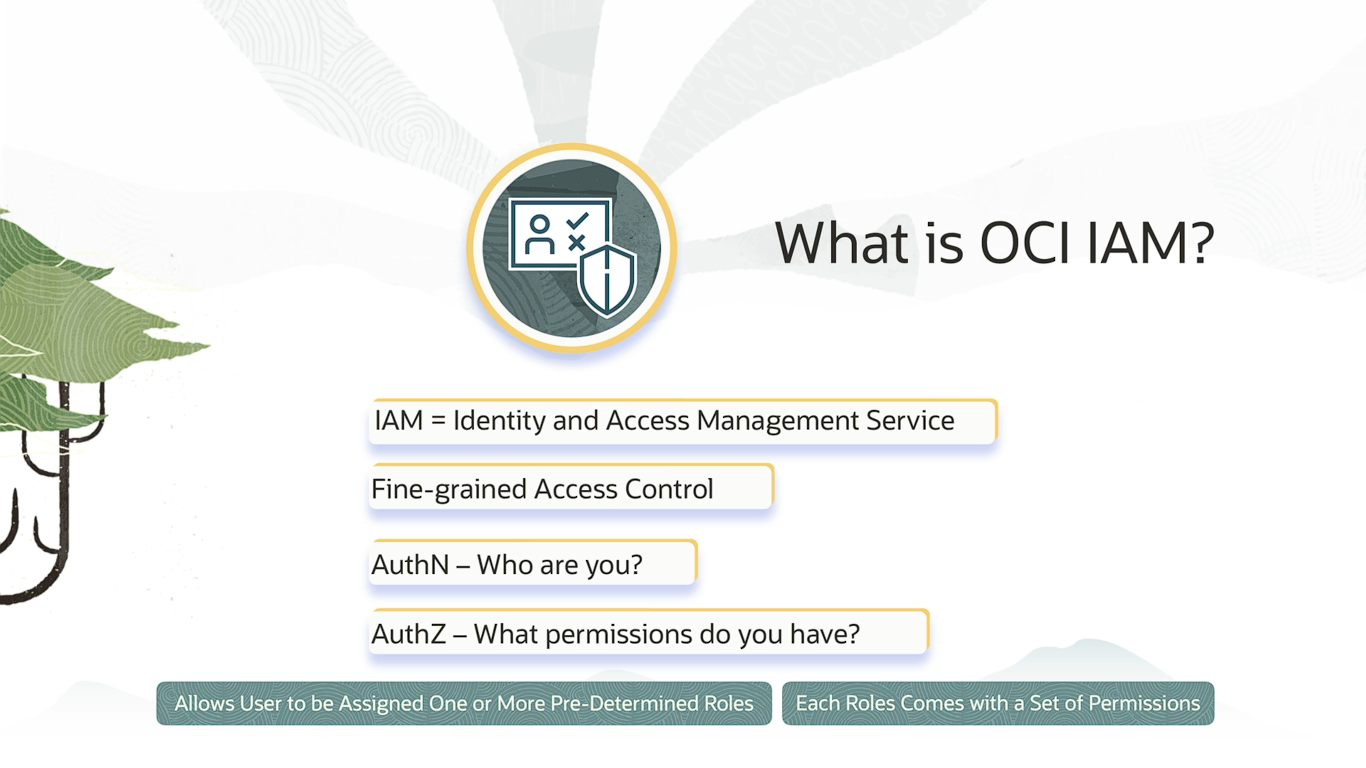 What is OCI IAM?
IAM = Identity and Access Management Service
Fine-grained Access Control
AuthN – Who are you?
AuthZ – What permissions do you have?
Allows User to be Assigned One or More Pre-Determined Roles
Each Roles Comes with a Set of Permissions